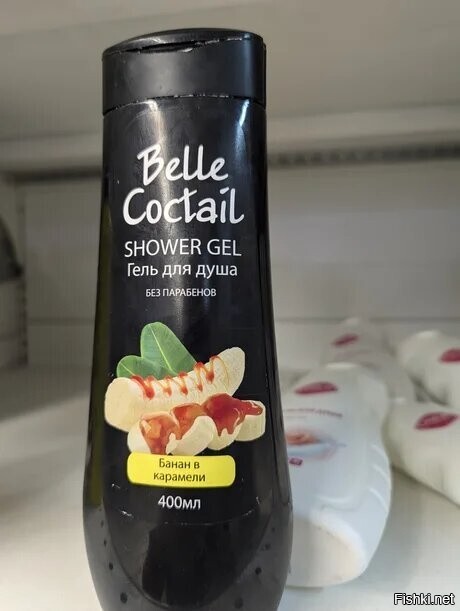 Belle
Coctail
SHOWER GEL
Гель для душа
БЕЗ ПАРАБЕНОВ
Банан в
карамели
400мл
Fishki.net